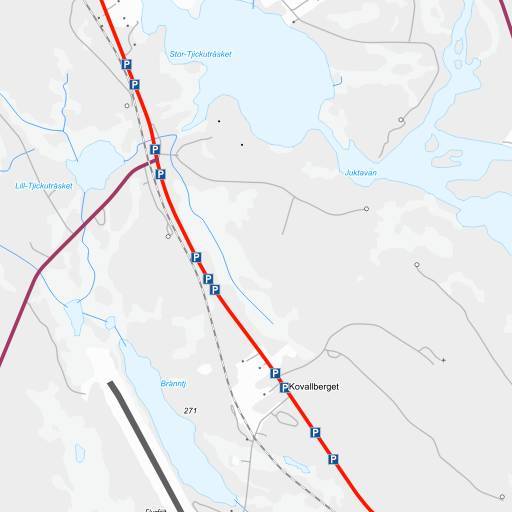 Stor-Tjickuträsket
P
P
P
Juktavan
P
Lill-Tjickuträsket
P
P
P
P
Kovallberget
Bränntj
271
P
P